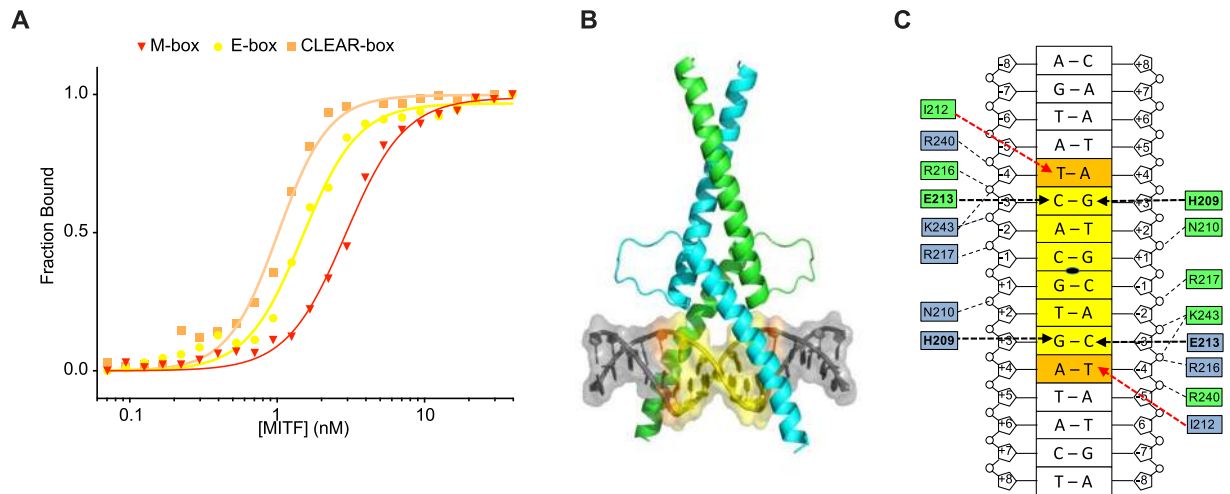 A
B
C
M-box E-box CLEAR-box
Fraction Bound
1.0
0.5
0.0
0.1 1 10
[MITF] (nM)
-8 A – C +8
-7 G – A +7
-6 T – A +6
-5 A – T +5
-4 T – A +4
-3 C – G +3
-2 A – T +2
-1 C – G +1
+1 G – C -1
+2 T – A -2
+3 G – C -3
+4 A – T -4
+5 T – A -5
+6 A – T 6
+7 C – G -7
+8 T – A -8
I212
R240
R216
E213
K243
R217
N210
H209
H209
N210
R217
K243
E213
R216
R240
I212